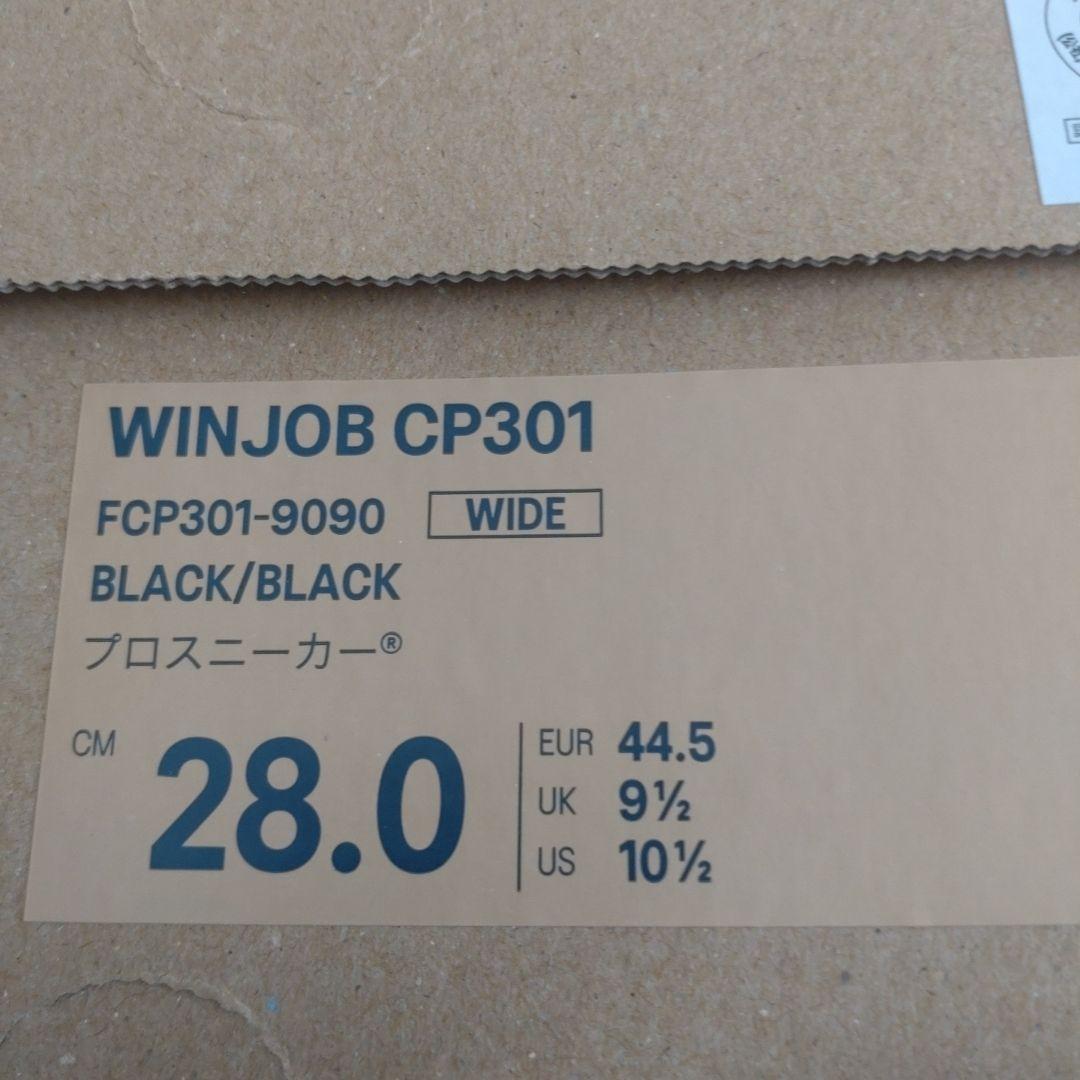 WINJOB CP301
FCP301-9090 WIDE
BLACK/BLACK
プロスニーカー®
CM 28.0
EUR 44.5
UK 9½
US 10½